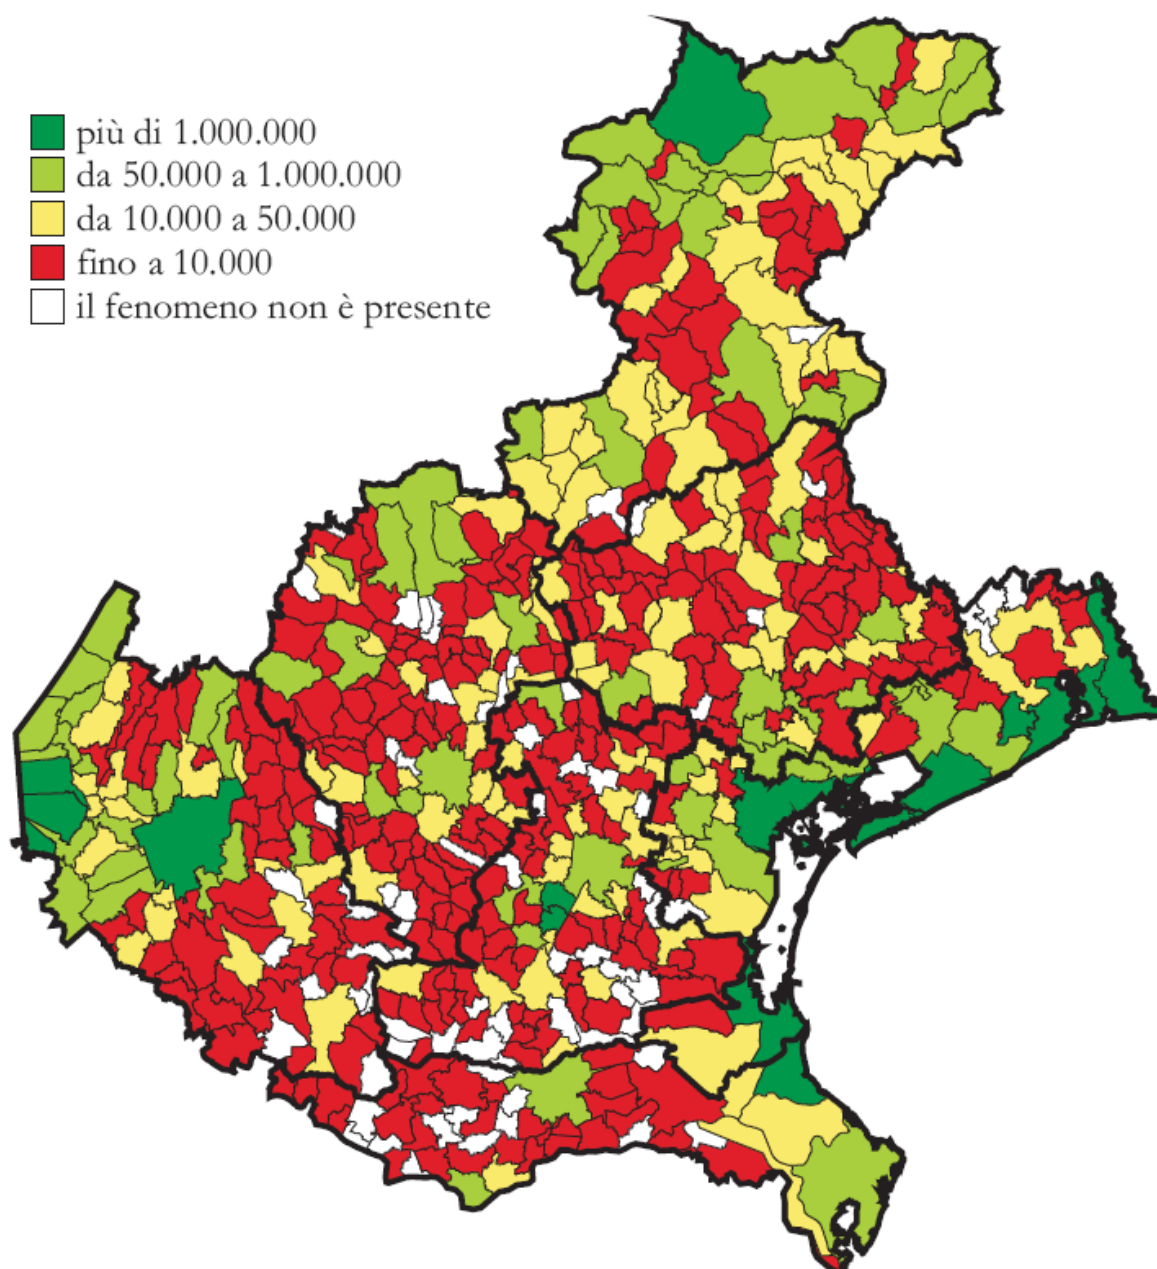 più di 1.000.000
da 50.000 a 1.000.000
da 10.000 a 50.000
fino a 10.000
il fenomeno non è presente